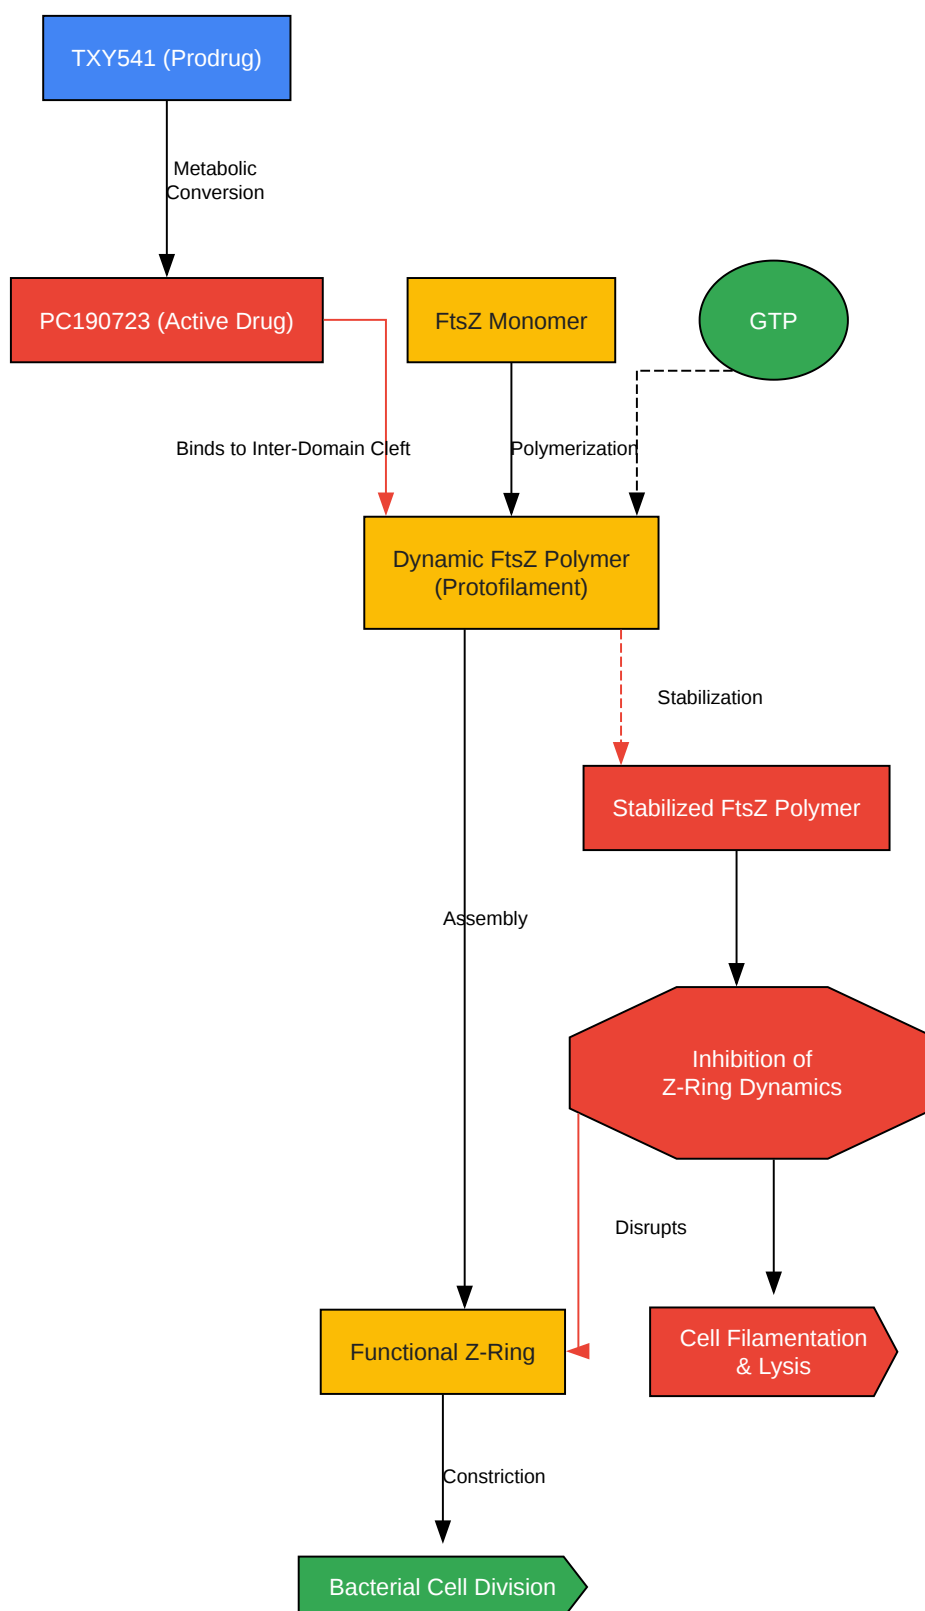 TXY541 (Prodrug)
Metabolic
Conversion
PC190723 (Active Drug)
FtsZ Monomer
GTP
Binds to Inter-Domain Cleft
Polymerization
Dynamic FtsZ Polymer
(Protofilament)
Stabilization
Stabilized FtsZ Polymer
Assembly
Inhibition of
Z-Ring Dynamics
Disrupts
Functional Z-Ring
Cell Filamentation
& Lysis
Constriction
Bacterial Cell Division